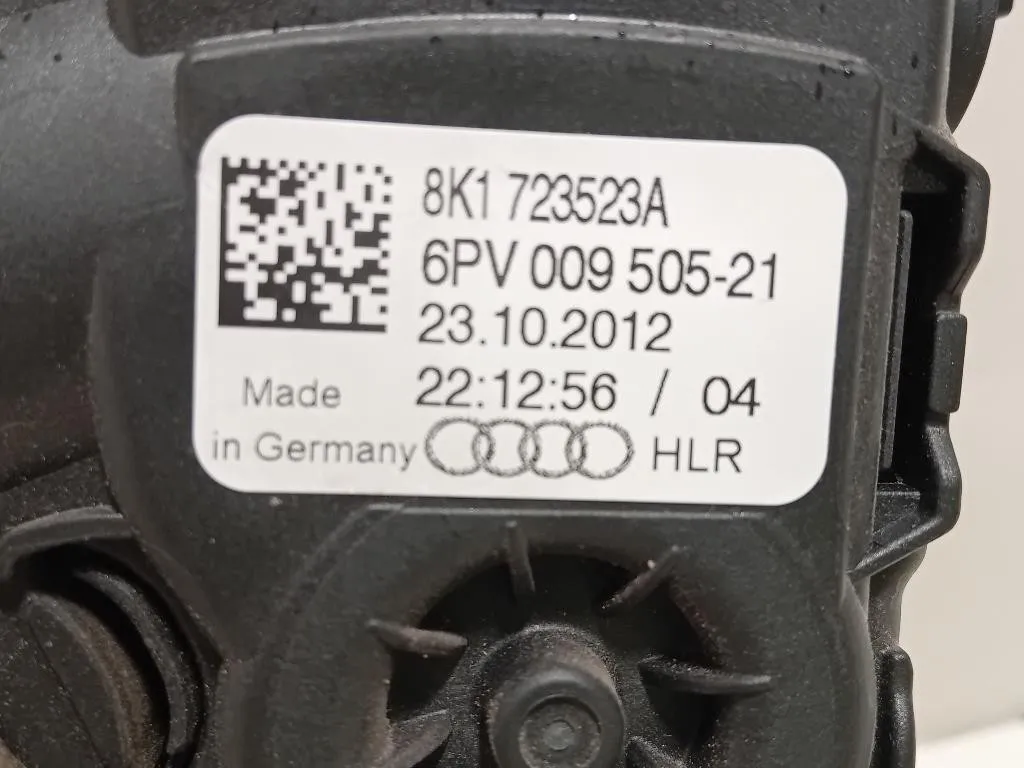 8K1 723523A
6PV 009 505-21
23.10.2012
Made 22:12:56 / 04
in Germany HLR